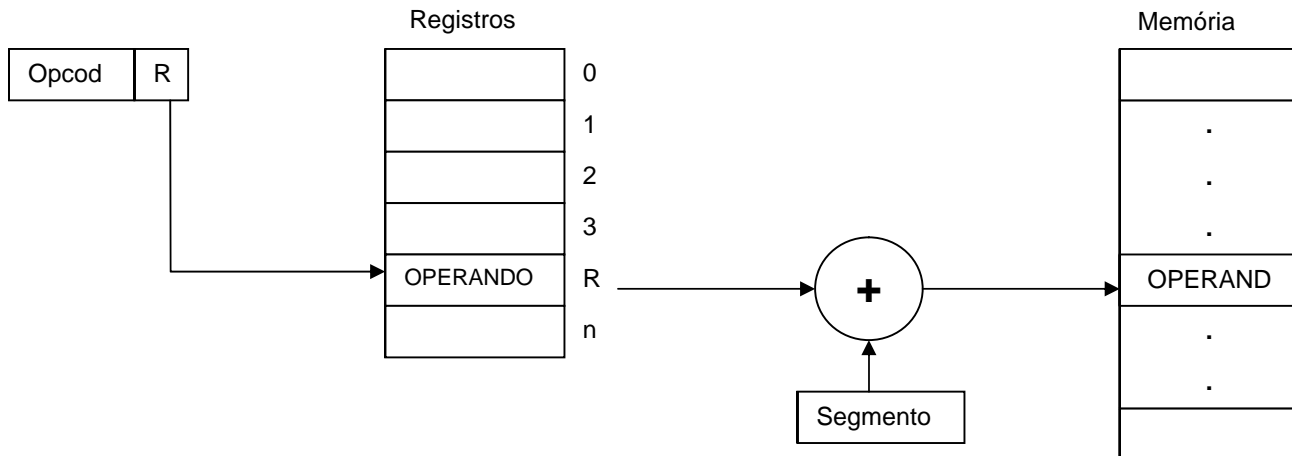 Registros
Memória
Opcod R
0
1
2
3
OPERANDO R
n
+
OPERAND
Segmento